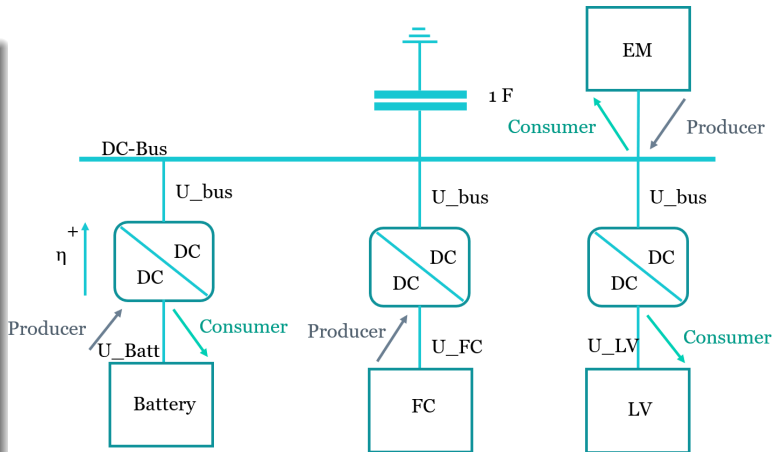 EM
1 F
Consumer
Producer
DC-Bus
U_bus
U_bus
U_bus
+
η
DC
DC
DC
DC
DC
DC
Producer
Consumer
Producer
Consumer
U_Batt
U_FC
U_LV
Battery
FC
LV